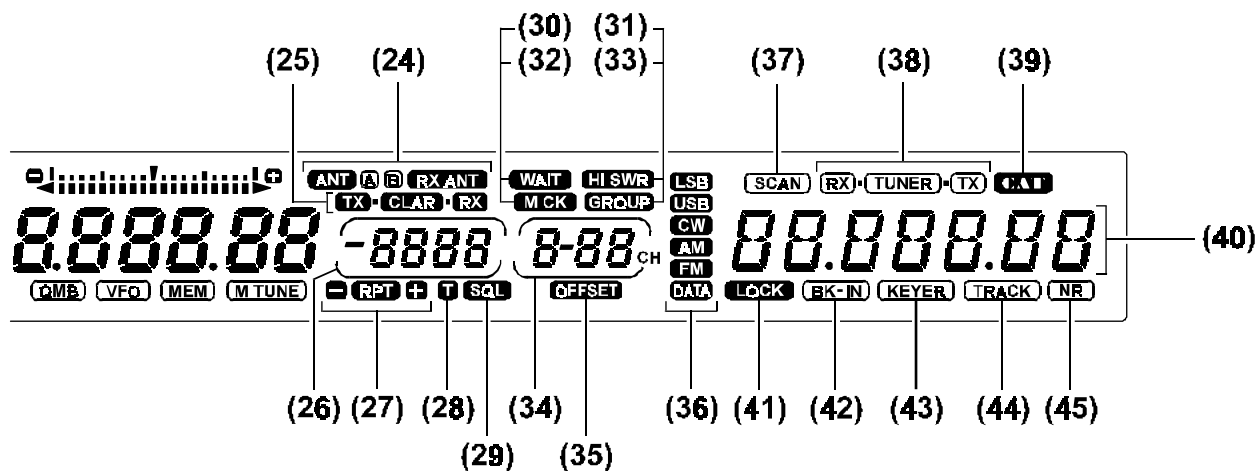 (30) (31)
(25) (24) (32) (33) (37) (38) (39)
ANT A B RX ANT WAIT HI SWR LSB SCAN RX TUNER TX
TX CLAR RX M CK GROUP USB
CW
8.888.88 -8888 8-88 CH AM 88.888.88 (40)
FM
QMB VFO MEM M TUNE - RPT + T SQL OFFSET DATA LOCK BK-IN KEYER TRACK NR
(26) (27) (28) (34) (36) (41) (42) (43) (44) (45)
(29) (35)